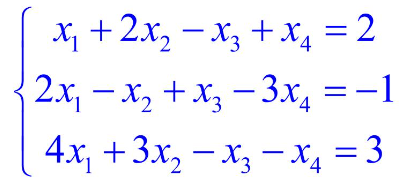 x₁ + 2x₂ − x₃ + x₄ = 2
2x₁ − x₂ + x₃ − 3x₄ = −1
4x₁ + 3x₂ − x₃ − x₄ = 3